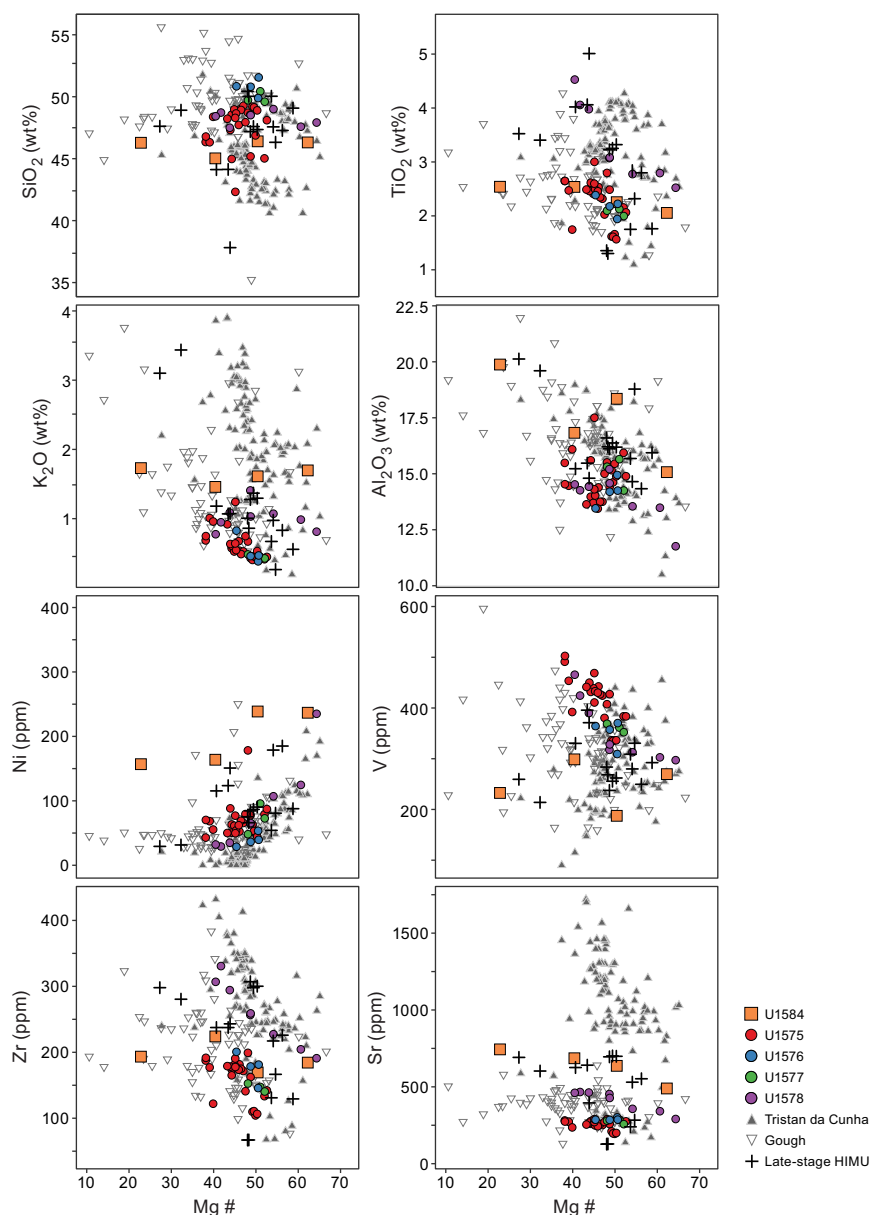 SiO2 (wt%)
55
50
45
40
35
TiO2 (wt%)
5
4
3
2
1
K2O (wt%)
4
3
2
1
Al2O3 (wt%)
22.5
20.0
17.5
15.0
12.5
10.0
Ni (ppm)
400
300
200
100
0
V (ppm)
600
400
200
Zr (ppm)
400
300
200
100
10 20 30 40 50 60 70
Mg #
Sr (ppm)
1500
1000
500
0
10 20 30 40 50 60 70
Mg #
U1584
U1575
U1576
U1577
U1578
Tristan da Cunha
Gough
Late-stage HIMU